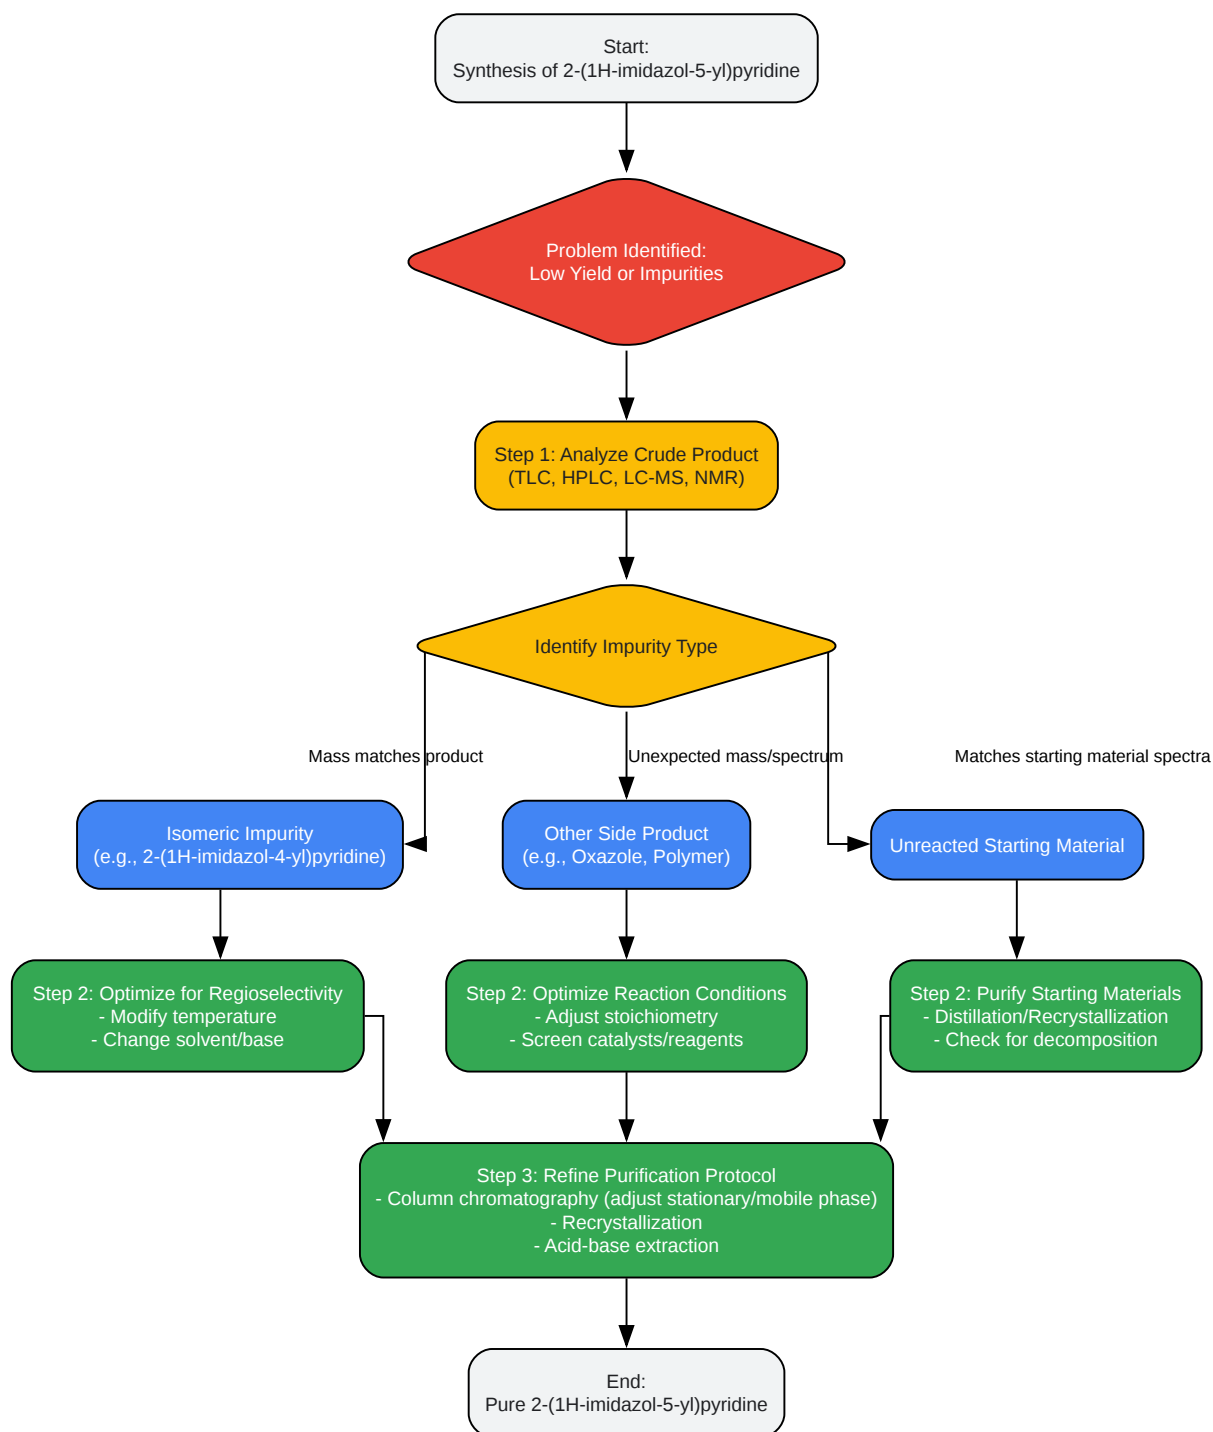 Start:
Synthesis of 2-(1H-imidazol-5-yl)pyridine
Problem Identified:
Low Yield or Impurities
Step 1: Analyze Crude Product
(TLC, HPLC, LC-MS, NMR)
Identify Impurity Type
Mass matches product
Unexpected mass/spectrum
Matches starting material spectra
Isomeric Impurity
(e.g., 2-(1H-imidazol-4-yl)pyridine)
Other Side Product
(e.g., Oxazole, Polymer)
Unreacted Starting Material
Step 2: Optimize for Regioselectivity
- Modify temperature
- Change solvent/base
Step 2: Optimize Reaction Conditions
- Adjust stoichiometry
- Screen catalysts/reagents
Step 2: Purify Starting Materials
- Distillation/Recrystallization
- Check for decomposition
Step 3: Refine Purification Protocol
- Column chromatography (adjust stationary/mobile phase)
- Recrystallization
- Acid-base extraction
End:
Pure 2-(1H-imidazol-5-yl)pyridine